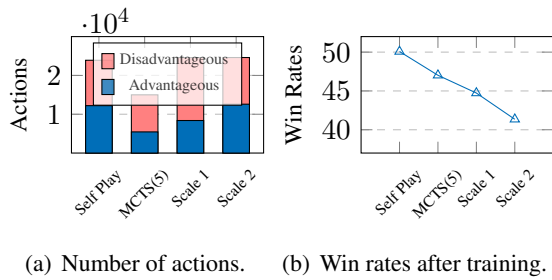 ·10⁴
2
1
Actions
Disadvantageous
Advantageous
Self Play
MCTS(5)
Scale 1
Scale 2
(a) Number of actions.
50
45
40
Win Rates
Self Play
MCTS(5)
Scale 1
Scale 2
(b) Win rates after training.